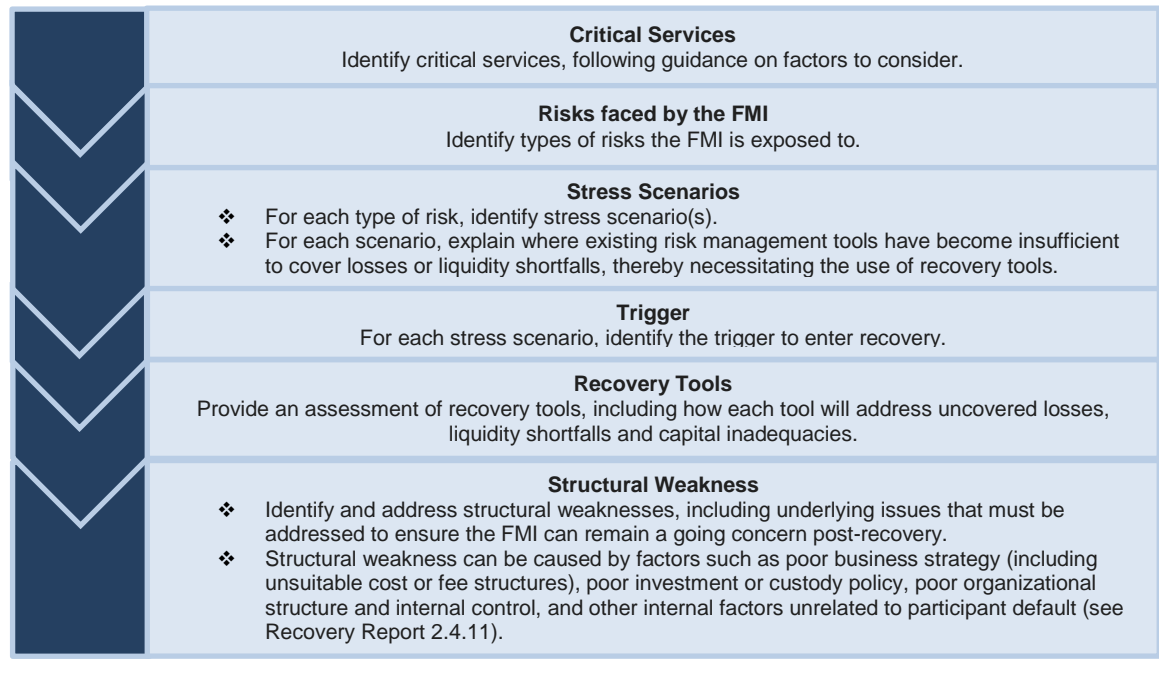 Critical Services
Identify critical services, following guidance on factors to consider.
Risks faced by the FMI
Identify types of risks the FMI is exposed to.
Stress Scenarios
❖ For each type of risk, identify stress scenario(s).
❖ For each scenario, explain where existing risk management tools have become insufficient
to cover losses or liquidity shortfalls, thereby necessitating the use of recovery tools.
Trigger
For each stress scenario, identify the trigger to enter recovery.
Recovery Tools
Provide an assessment of recovery tools, including how each tool will address uncovered losses,
liquidity shortfalls and capital inadequacies.
Structural Weakness
❖ Identify and address structural weaknesses, including underlying issues that must be
addressed to ensure the FMI can remain a going concern post-recovery.
❖ Structural weakness can be caused by factors such as poor business strategy (including
unsuitable cost or fee structures), poor investment or custody policy, poor organizational
structure and internal control, and other internal factors unrelated to participant default (see
Recovery Report 2.4.11).